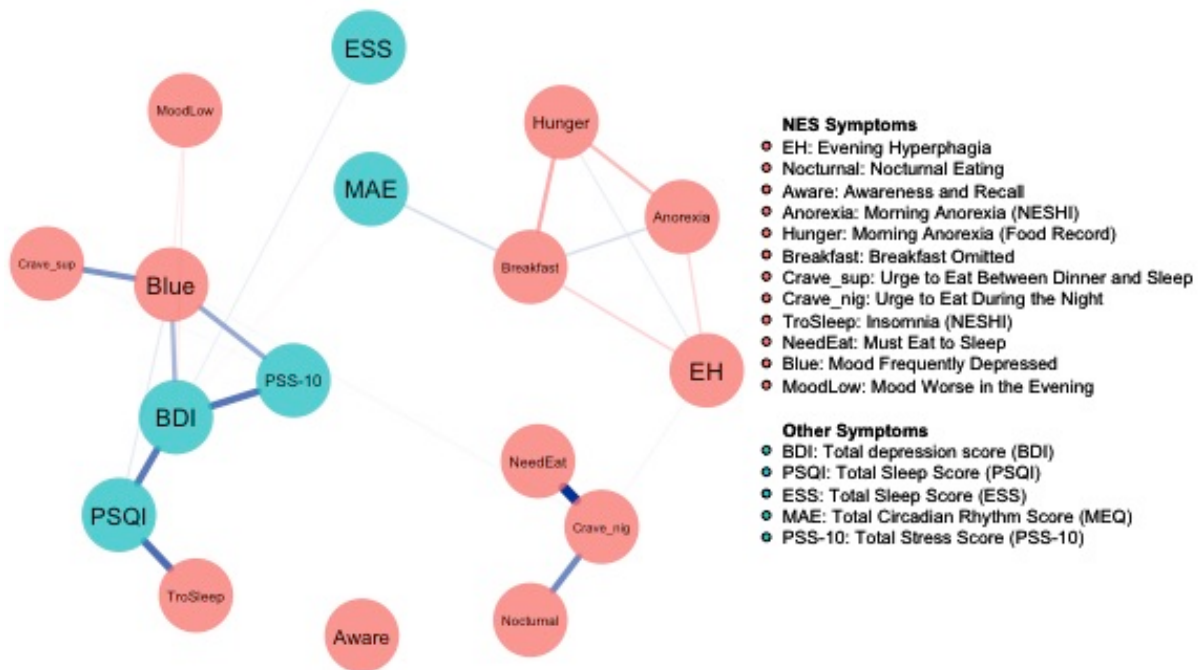 ESS
MoodLow
Hunger
MAE
Anorexia
Crave_sup
Blue
Breakfast
PSS-10
EH
BDI
NeedEat
PSQI
Crave_nig
TroSleep
Nocturnal
Aware
NES Symptoms
EH: Evening Hyperphagia
Nocturnal: Nocturnal Eating
Aware: Awareness and Recall
Anorexia: Morning Anorexia (NESHI)
Hunger: Morning Anorexia (Food Record)
Breakfast: Breakfast Omitted
Crave_sup: Urge to Eat Between Dinner and Sleep
Crave_nig: Urge to Eat During the Night
TroSleep: Insomnia (NESHI)
NeedEat: Must Eat to Sleep
Blue: Mood Frequently Depressed
MoodLow: Mood Worse in the Evening
Other Symptoms
BDI: Total depression score (BDI)
PSQI: Total Sleep Score (PSQI)
ESS: Total Sleep Score (ESS)
MAE: Total Circadian Rhythm Score (MEQ)
PSS-10: Total Stress Score (PSS-10)